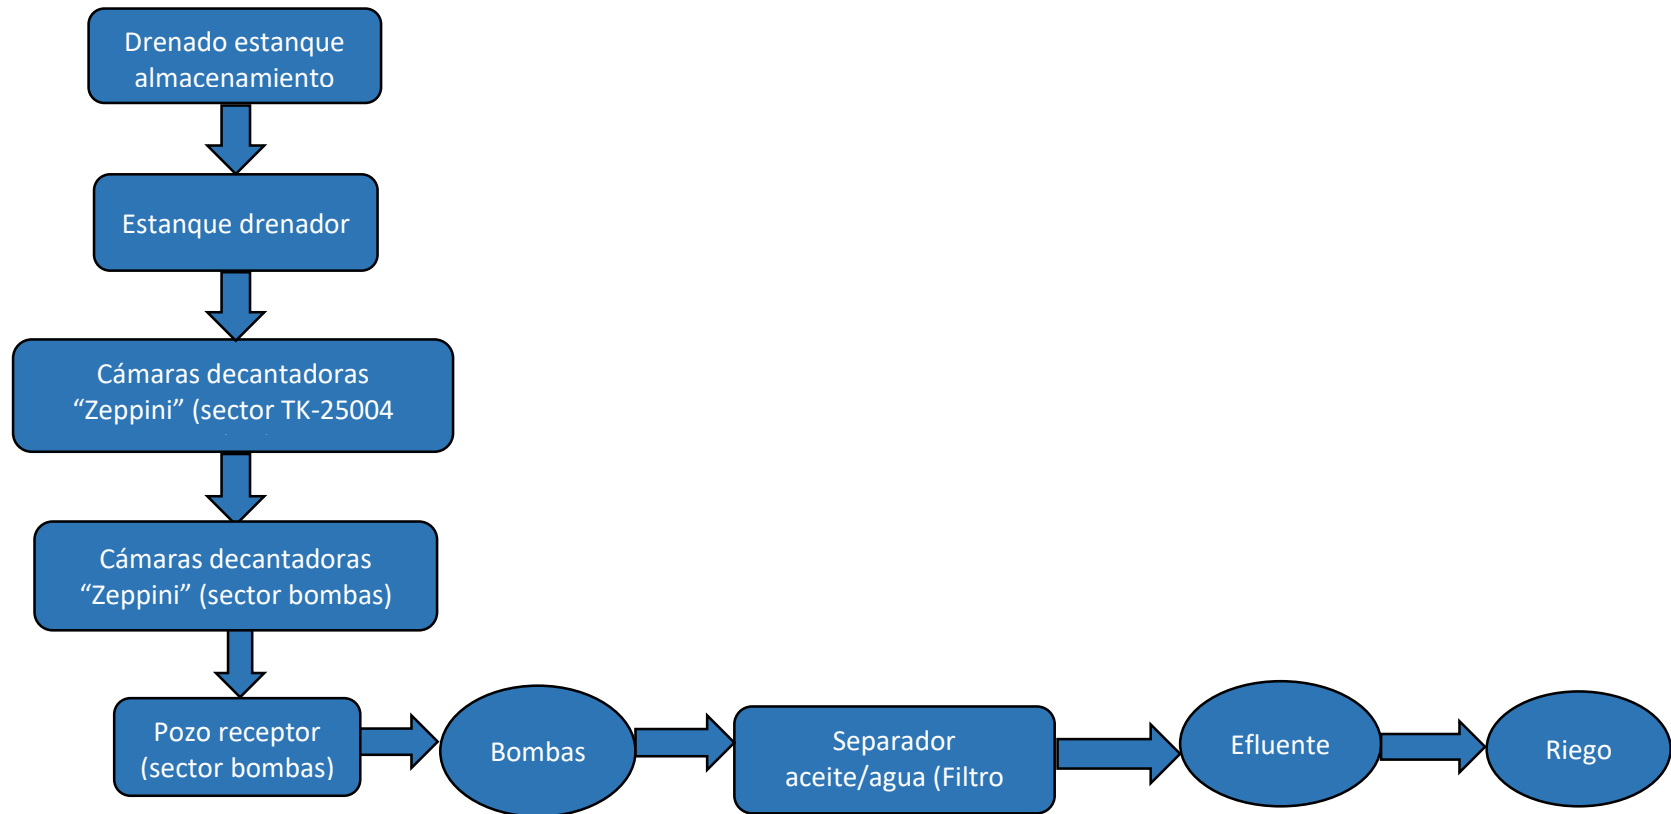 Drenado estanque
almacenamiento
Estanque drenador
Cámaras decantadoras
“Zeppini” (sector TK-25004
Cámaras decantadoras
“Zeppini” (sector bombas)
Pozo receptor
(sector bombas)
Bombas
Separador
aceite/agua (Filtro
Efluente
Riego